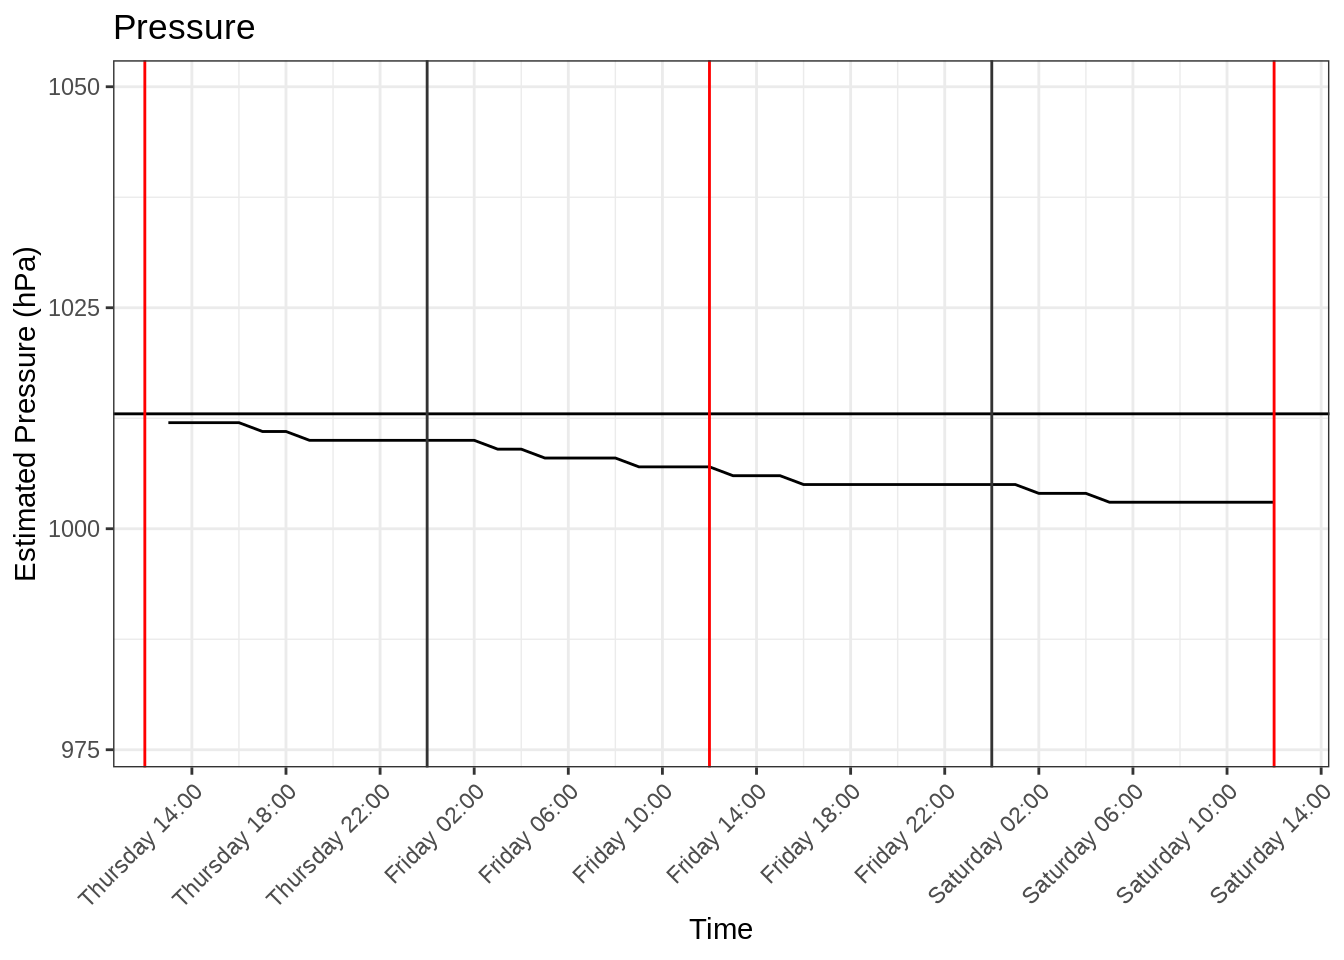 Pressure
Estimated Pressure (hPa)
1050
1025
1000
975
Thursday 14:00
Thursday 18:00
Thursday 22:00
Friday 02:00
Friday 06:00
Friday 10:00
Friday 14:00
Friday 18:00
Friday 22:00
Saturday 02:00
Saturday 06:00
Saturday 10:00
Saturday 14:00
Time